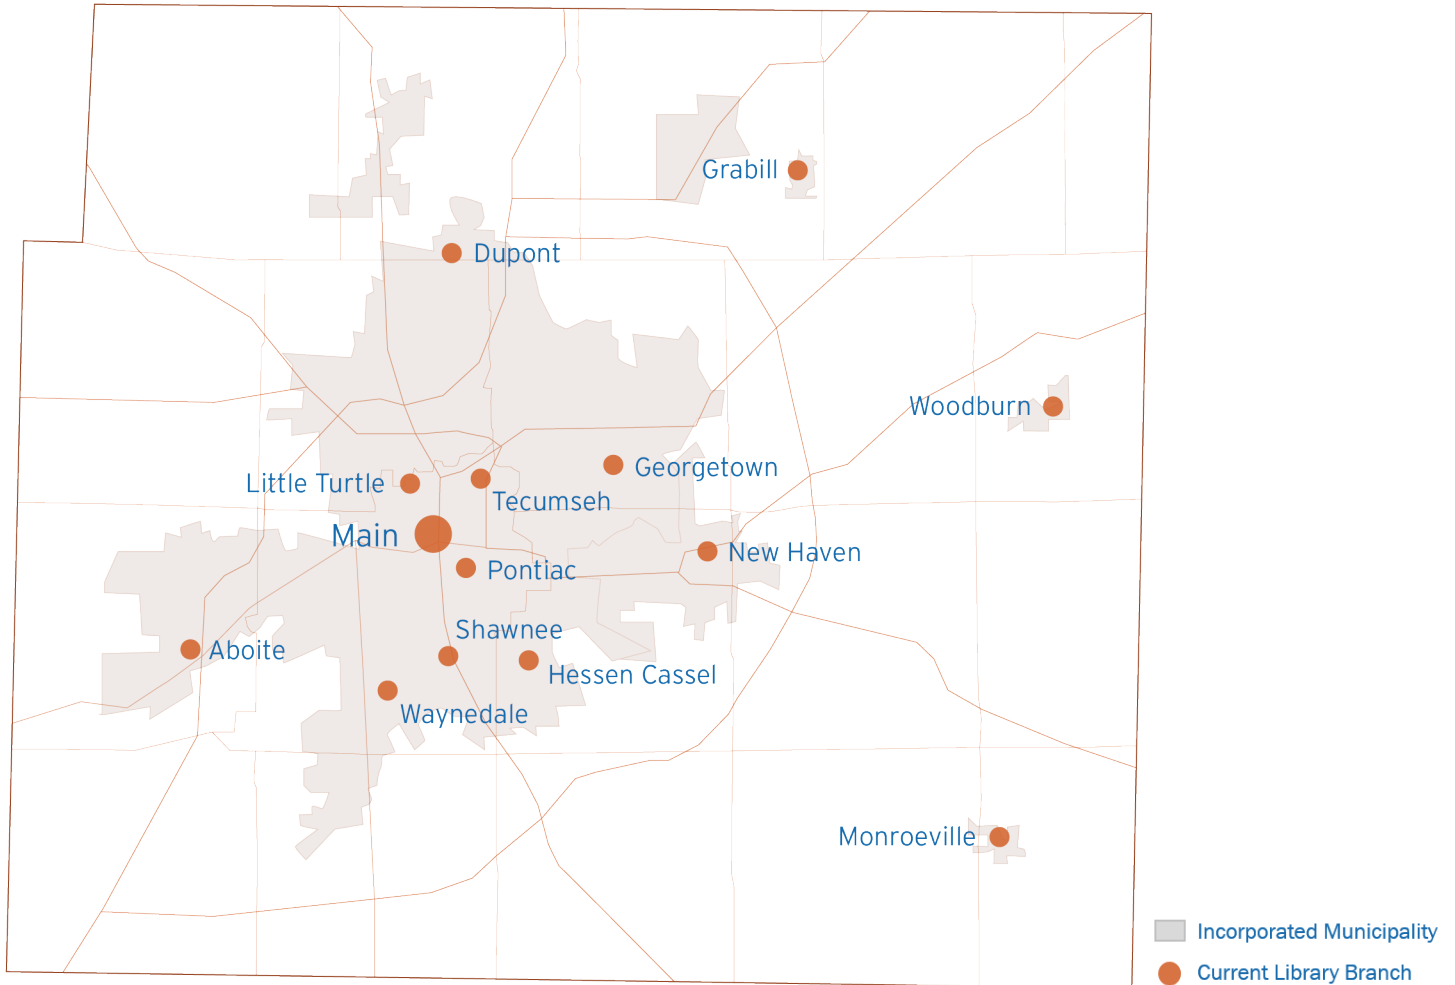 Grabill
Dupont
Woodburn
Georgetown
Little Turtle
Tecumseh
Main
New Haven
Pontiac
Shawnee
Aboite
Hessen Cassel
Waynedale
Monroeville
Incorporated Municipality
Current Library Branch